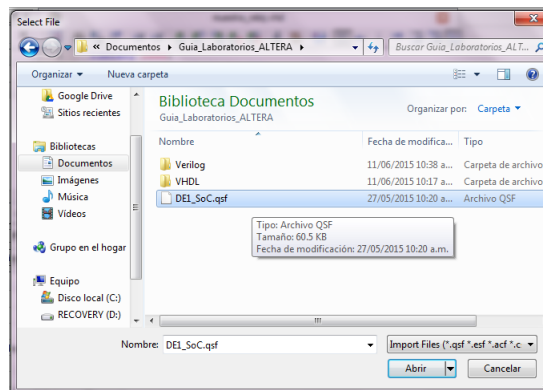 Select File
« Documentos ▸ Guia_Laboratorios_ALTERA ▸
Buscar Guia_Laboratorios_ALT...
Organizar
Nueva carpeta
Google Drive
Sitios recientes
Bibliotecas
Documentos
Imágenes
Música
Vídeos
Grupo en el hogar
Equipo
Disco local (C:)
RECOVERY (D:)
Biblioteca Documentos
Guia_Laboratorios_ALTERA
Organizar por: Carpeta
Nombre Fecha de modifica... Tipo
Verilog 11/06/2015 10:38 a... Carpeta de archivo
VHDL 11/06/2015 10:17 a... Carpeta de archivo
DE1_SoC.qsf 27/05/2015 10:20 a... Archivo QSF
Tipo: Archivo QSF
Tamaño: 60.5 KB
Fecha de modificación: 27/05/2015 10:20 a.m.
Nombre: DE1_SoC.qsf
Import Files (*.qsf *.esf *.acf *.c
Abrir
Cancelar